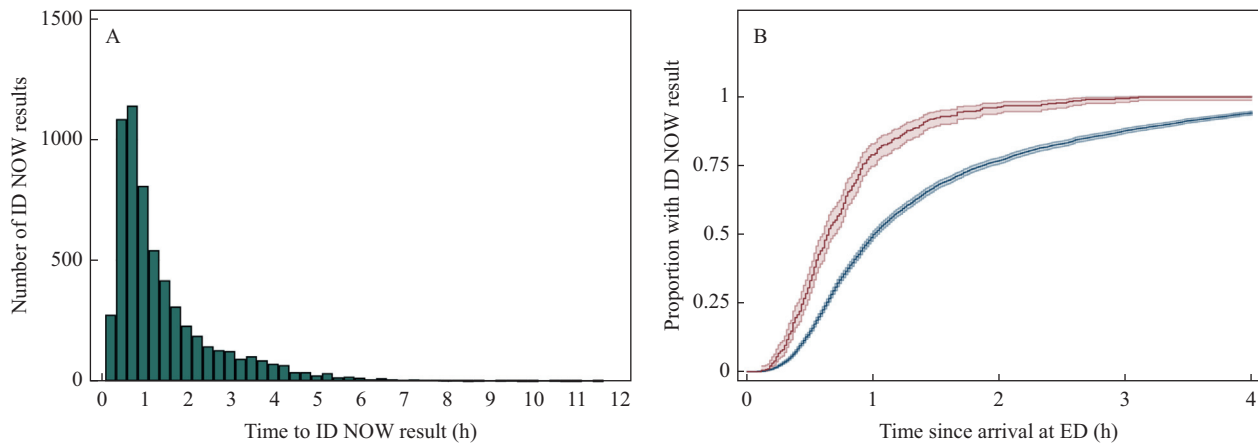 A
Number of ID NOW results
1500
1000
500
0
0 1 2 3 4 5 6 7 8 9 10 11 12
Time to ID NOW result (h)
B
Proportion with ID NOW result
1
0.75
0.5
0.25
0
0 1 2 3 4
Time since arrival at ED (h)